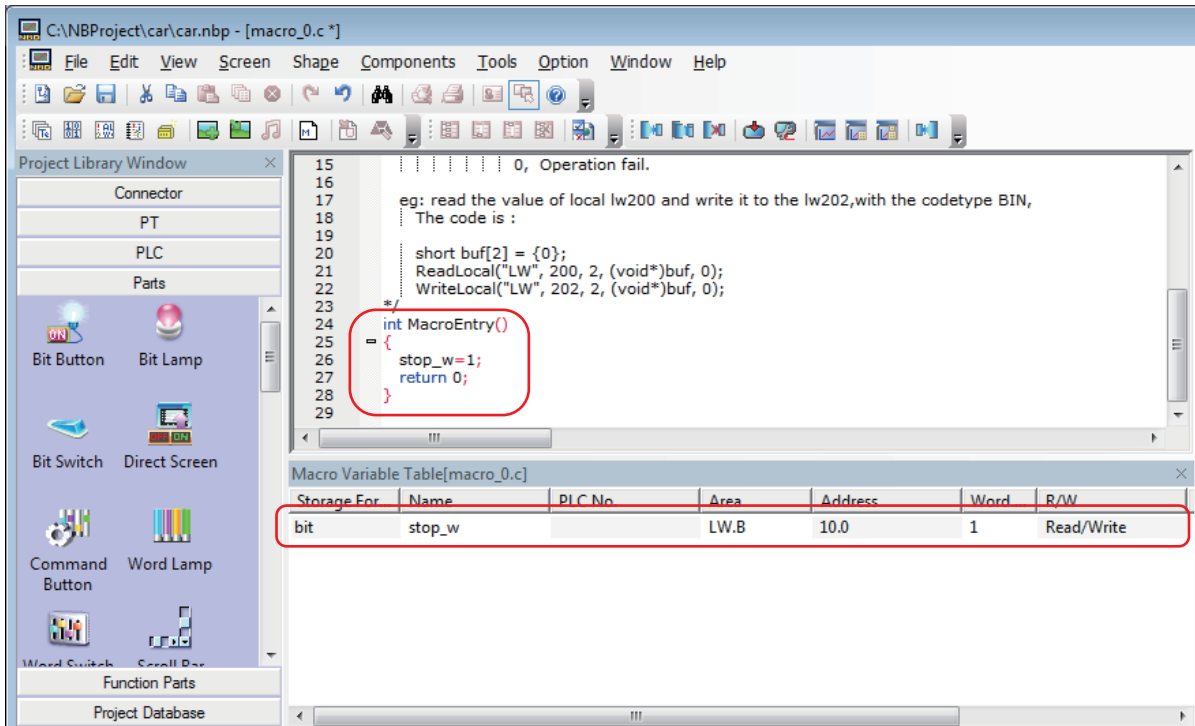 C:\NBProject\car\car.nbp - [macro_0.c *]
File Edit View Screen Shape Components Tools Option Window Help
Project Library Window
Connector
PT
PLC
Parts
Bit Button Bit Lamp
Bit Switch Direct Screen
Command Button Word Lamp
Word Switch Scroll Bar
Function Parts
Project Database
15 0, Operation fail.
16
17 eg: read the value of local lw200 and write it to the lw202,with the codetype BIN,
18 The code is :
19
20 short buf[2] = {0};
21 ReadLocal("LW", 200, 2, (void*)buf, 0);
22 WriteLocal("LW", 202, 2, (void*)buf, 0);
23 */
24 int MacroEntry()
25 {
26 stop_w=1;
27 return 0;
28 }
29
Macro Variable Table[macro_0.c]
Storage For... Name PLC No. Area Address Word ... R/W
bit stop_w LW.B 10.0 1 Read/Write